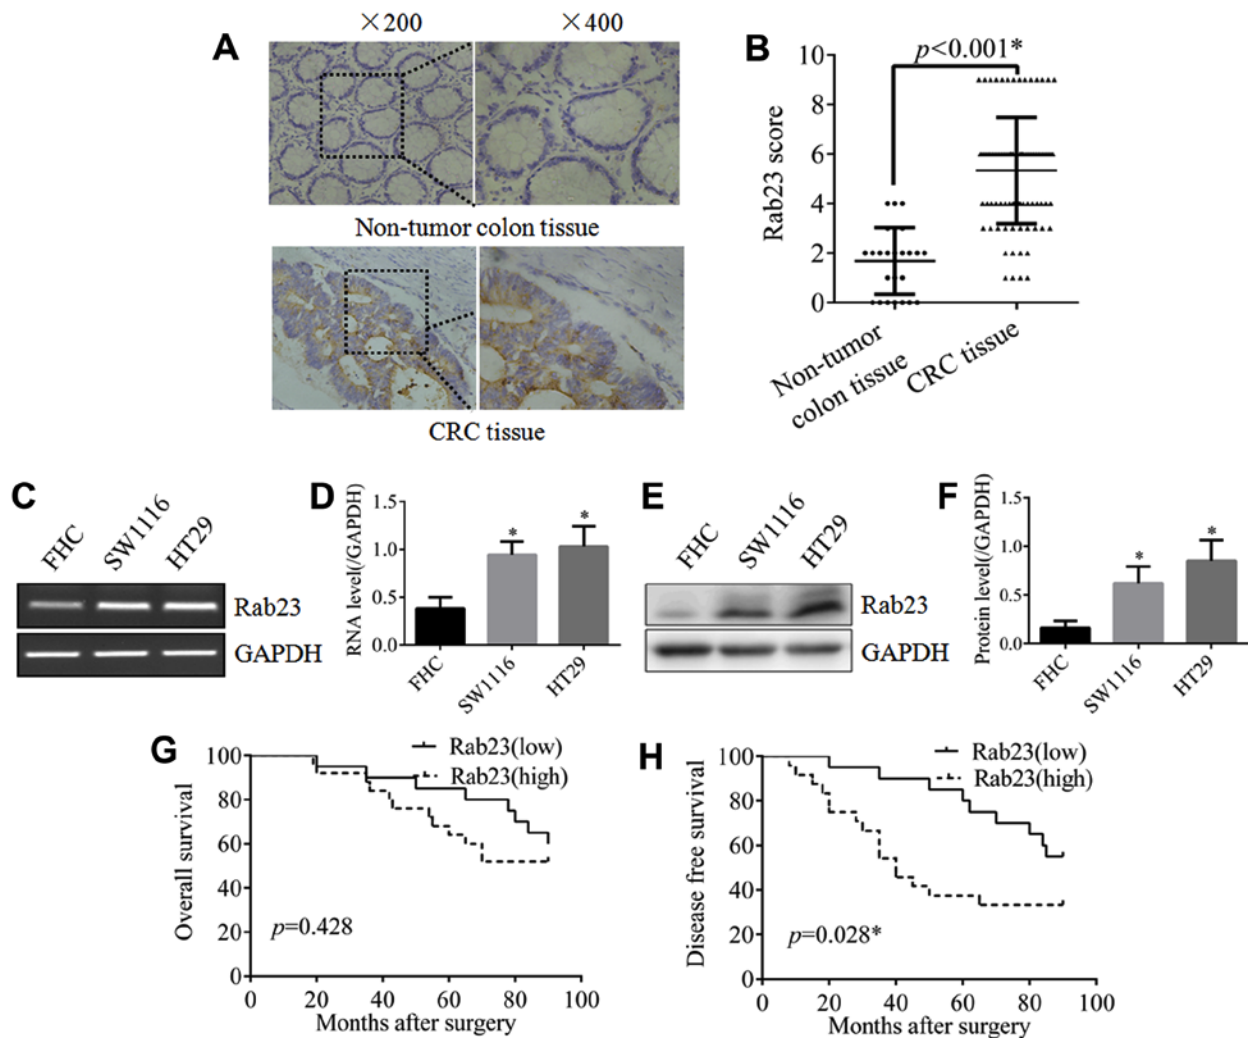 A
×200
×400
Non-tumor colon tissue
CRC tissue
B
p<0.001*
Rab23 score
10
8
6
4
2
0
Non-tumor
colon tissue
CRC tissue
C
FHC
SW1116
HT29
Rab23
GAPDH
D
RNA level(/GAPDH)
1.5
1.0
0.5
0.0
*
*
FHC
SW1116
HT29
E
FHC
SW1116
HT29
Rab23
GAPDH
F
Protein level(/GAPDH)
1.5
1.0
0.5
0.0
*
*
FHC
SW1116
HT29
G
Rab23(low)
Rab23(high)
Overall survival
100
80
60
40
20
0
p=0.428
0 20 40 60 80 100
Months after surgery
H
Rab23(low)
Rab23(high)
Disease free survival
100
80
60
40
20
0
p=0.028*
0 20 40 60 80 100
Months after surgery